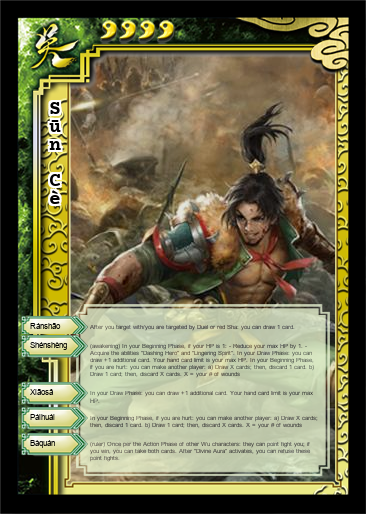 吴
Sūn Cè
Ránshāo
After you target with/you are targeted by Duel or red Sha: you can draw 1 card.
Shénshèng
(awakening) In your Beginning Phase, if your HP is 1: - Reduce your max HP by 1. -
Acquire the abilities "Dashing Hero" and "Lingering Spirit". In your Draw Phase: you can
draw +1 additional card. Your hand card limit is your max HP. In your Beginning Phase,
if you are hurt: you can make another player: a) Draw X cards; then, discard 1 card. b)
Draw 1 card; then, discard X cards. X = your # of wounds
Xiāosǎ
In your Draw Phase: you can draw +1 additional card. Your hand card limit is your max
HP.
Páihuái
In your Beginning Phase, if you are hurt: you can make another player: a) Draw X cards;
then, discard 1 card. b) Draw 1 card; then, discard X cards. X = your # of wounds
Bàquán
(ruler) Once per the Action Phase of other Wu characters: they can point fight you; if
you win, you can take both cards. After "Divine Aura" activates, you can refuse these
point fights.